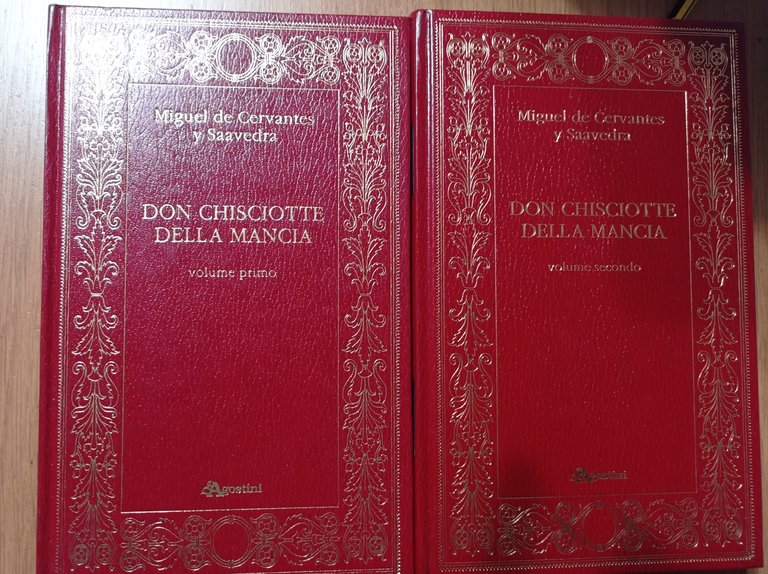 Miguel de Cervantes
y Saavedra
DON CHISCIOTTE
DELLA MANCIA
volume primo
Agostini
Miguel de Cervantes
y Saavedra
DON CHISCIOTTE
DELLA MANCIA
volume secondo
Agostini